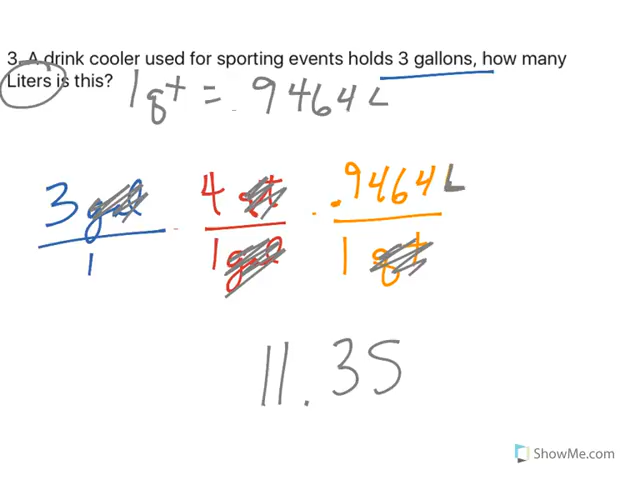 3. A drink cooler used for sporting events holds 3 gallons, how many
Liters is this?
1 qt = .9464 L
3 gal 4 qt .9464 L
1 1 gal 1 qt
11.35
ShowMe.com